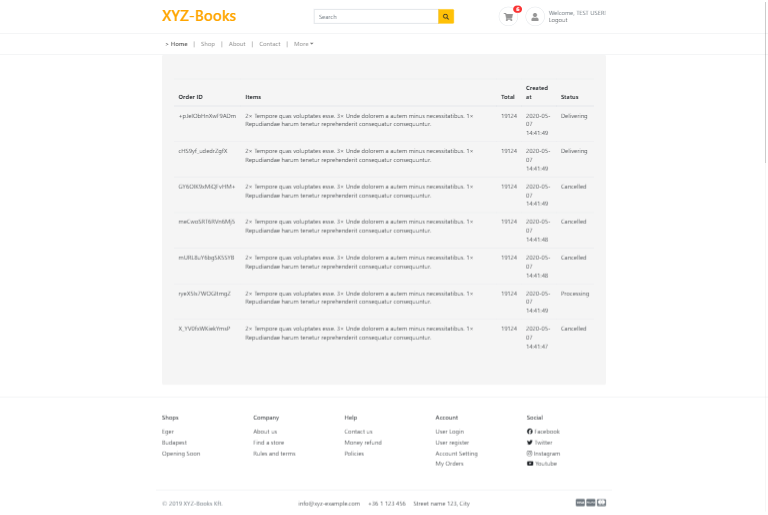 XYZ-Books
Search
6
Welcome, TEST USER!
Logout
> Home | Shop | About | Contact | More
Order ID Items Total Created at Status
2× Tempore quas voluptates esse. 3× Unde dolorem a autem minus necessitatibus. 1× 19124 2020-05- Delivering
Repudiandae harum tenetur reprehenderit consequatur consequuntur. 07
14:41:49
2× Tempore quas voluptates esse. 3× Unde dolorem a autem minus necessitatibus. 1× 19124 2020-05- Delivering
Repudiandae harum tenetur reprehenderit consequatur consequuntur. 07
14:41:49
2× Tempore quas voluptates esse. 3× Unde dolorem a autem minus necessitatibus. 1× 19124 2020-05- Cancelled
Repudiandae harum tenetur reprehenderit consequatur consequuntur. 07
14:41:49
2× Tempore quas voluptates esse. 3× Unde dolorem a autem minus necessitatibus. 1× 19124 2020-05- Cancelled
Repudiandae harum tenetur reprehenderit consequatur consequuntur. 07
14:41:48
2× Tempore quas voluptates esse. 3× Unde dolorem a autem minus necessitatibus. 1× 19124 2020-05- Cancelled
Repudiandae harum tenetur reprehenderit consequatur consequuntur. 07
14:41:48
2× Tempore quas voluptates esse. 3× Unde dolorem a autem minus necessitatibus. 1× 19124 2020-05- Processing
Repudiandae harum tenetur reprehenderit consequatur consequuntur. 07
14:41:49
2× Tempore quas voluptates esse. 3× Unde dolorem a autem minus necessitatibus. 1× 19124 2020-05- Cancelled
Repudiandae harum tenetur reprehenderit consequatur consequuntur. 07
14:41:47
Shops Company Help Account Social
Eger About us Contact us User Login Facebook
Budapest Find a store Money refund User register Twitter
Opening Soon Rules and terms Policies Account Setting Instagram
My Orders Youtube
© 2019 XYZ-Books Kft. info@xyz-example.com +36 1 123 456 Street name 123, City